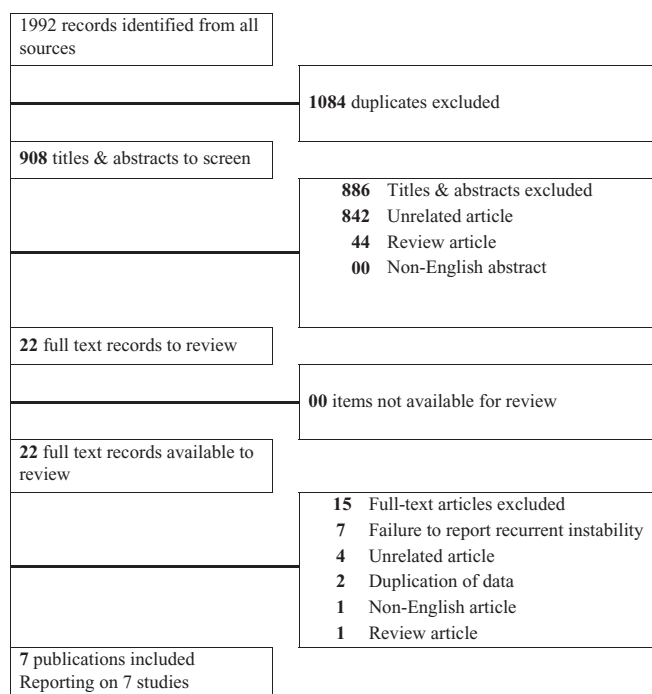 1992 records identified from all
sources
1084 duplicates excluded
908 titles & abstracts to screen
886 Titles & abstracts excluded
842 Unrelated article
44 Review article
00 Non-English abstract
22 full text records to review
00 items not available for review
22 full text records available to
review
15 Full-text articles excluded
7 Failure to report recurrent instability
4 Unrelated article
2 Duplication of data
1 Non-English article
1 Review article
7 publications included
Reporting on 7 studies